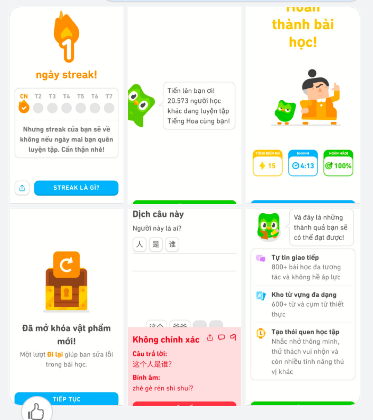 1
ngày streak!
CN T2 T3 T4 T5 T6 T7
Nhưng streak của bạn sẽ về
không nếu ngày mai bạn quên
luyện tập. Cẩn thận nhé!
STREAK LÀ GÌ?
Tiến lên bạn ơi!
20.573 người học
khác đang luyện tập
Tiếng Hoa cùng bạn!
Hoàn
thành bài
học!
15
4:13
100%
Đã mở khóa vật phẩm
mới!
Một lượt Đi lại giúp bạn sửa lỗi
trong bài học.
TIẾP TỤC
Dịch câu này
Người này là ai?
人 是 谁
这个 爸爸
Không chính xác
Câu trả lời:
这个人是谁?
Bính âm:
zhè gè rén shì shuí?
Và đây là những
thành quả bạn sẽ
có thể đạt được!
Tự tin giao tiếp
800+ bài học đa tương
tác và không hề áp lực
Kho từ vựng đa dạng
600+ từ và cụm từ thiết
thực
Tạo thói quen học tập
Nhắc nhở thông minh,
thử thách vui nhộn và
còn nhiều tính năng thú
vị khác